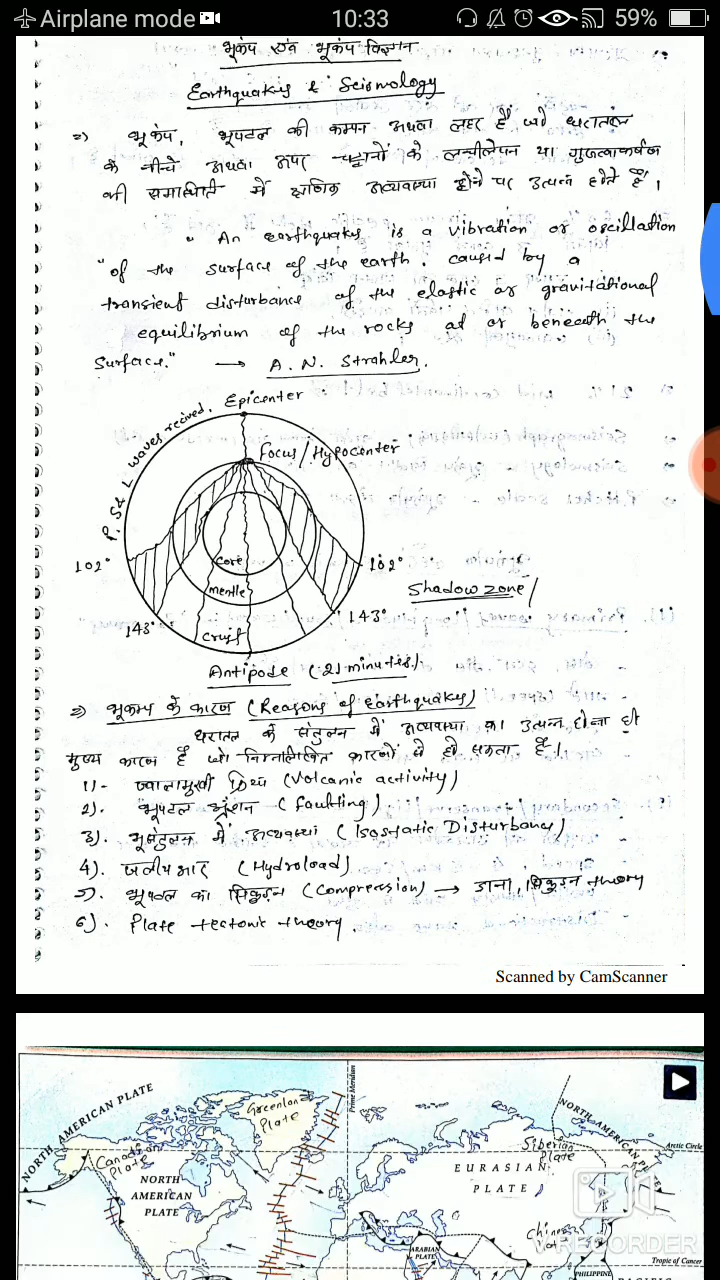 Airplane mode 10:33 59%
भूकंप एवं भूकंप विज्ञान
Earthquakes & Seismology
=) भूकंप, भूपटल की कम्पन अथवा लहर हैं जो धरातल
के नीचे अथवा ऊपर चट्टानों के लचीलेपन या गुरुत्वाकर्षण
की समस्थिति में क्षणिक अव्यवस्था होने पर उत्पन्न होते हैं।
" An earthquakes is a vibration or oscillation
"of the surface of the earth. caused by a
transient disturbance of the elastic or gravitational
equilibrium of the rocks at or beneath the
surface." → A. N. Strahler.
Epicenter
P, S & L waves recived.
Focus / Hypocenter
102° 102°
core
Shadow zone/
mentle
143° 143°
crust
Antipode (21 minutes.)
=) भूकम्प के कारण (Reasons of Earthquakes)
धरातल के संतुलन में अव्यवस्था का उत्पन्न होना ही
मुख्य कारण है जो निम्नलिखित कारणों से हो सकता है।
1)- ज्वालामुखी क्रिया (Volcanic activity)
2). भूपटल भ्रंशन (Faulting)
3). भूसंतुलन में अव्यवस्था (Isostatic Disturbance)
4). जलीय भार (Hydroload)
5). भूपटल का सिकुड़न (Compression) → डाना, सिकुड़न theory
6). Plate tectonic theory.
Scanned by CamScanner
NORTH AMERICAN PLATE
Greenland Plate
Prime Meridian
NORTH AMERICAN PLATE
Arctic Circle
Canadian Plate
Siberian Plate
NORTH AMERICAN PLATE
EURASIAN PLATE
ARABIAN PLATE
V RECORDER
Tropic of Cancer
PHILIPPINE
PACIFIC